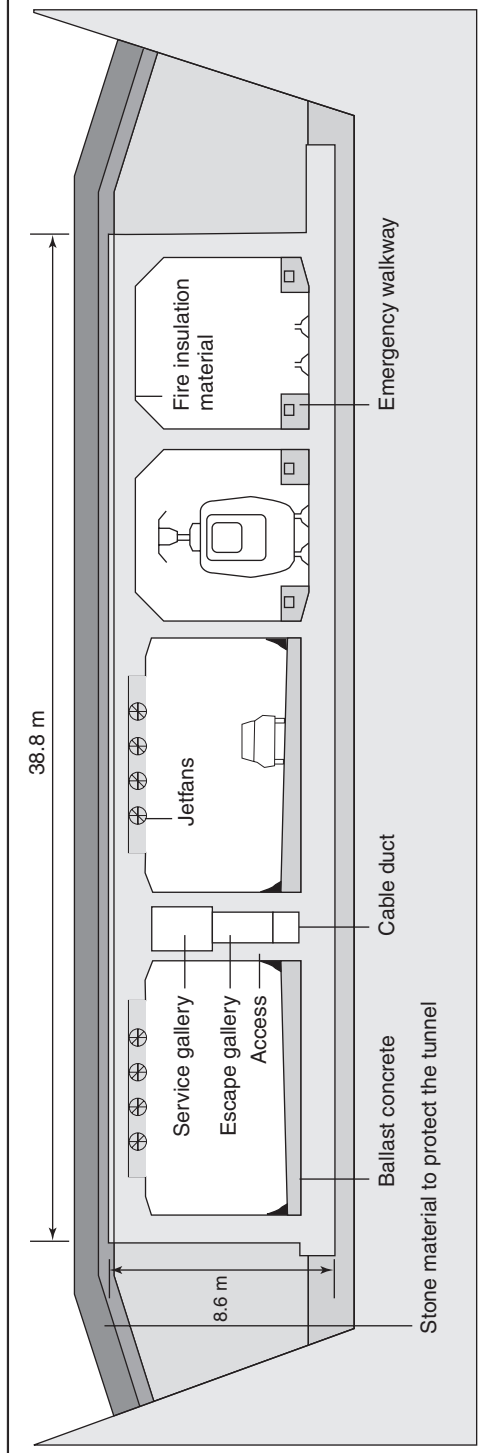 38.8 m
8.6 m
Jetfans
Fire insulation
material
Service gallery
Escape gallery
Access
Ballast concrete
Cable duct
Emergency walkway
Stone material to protect the tunnel